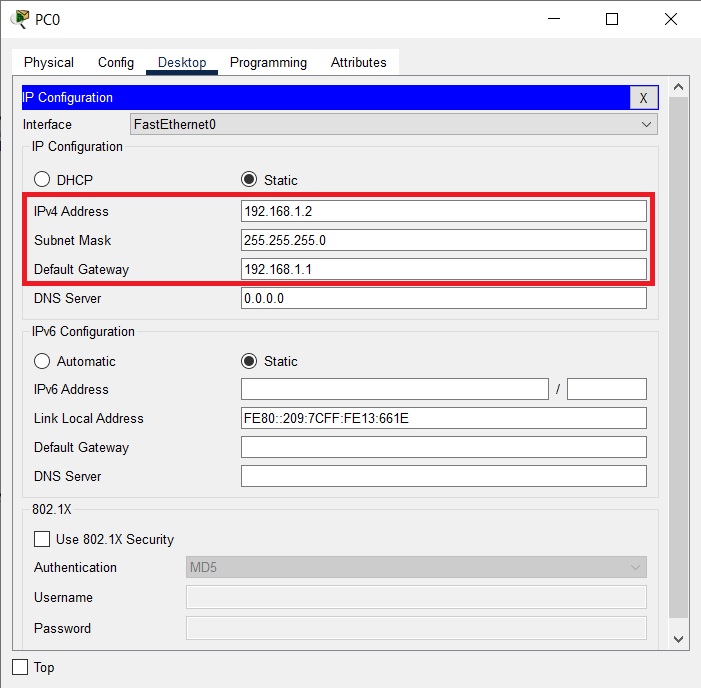 PC0
Physical Config Desktop Programming Attributes
IP Configuration X
Interface FastEthernet0
IP Configuration
DHCP Static
IPv4 Address 192.168.1.2
Subnet Mask 255.255.255.0
Default Gateway 192.168.1.1
DNS Server 0.0.0.0
IPv6 Configuration
Automatic Static
IPv6 Address /
Link Local Address FE80::209:7CFF:FE13:661E
Default Gateway
DNS Server
802.1X
Use 802.1X Security
Authentication MD5
Username
Password
Top